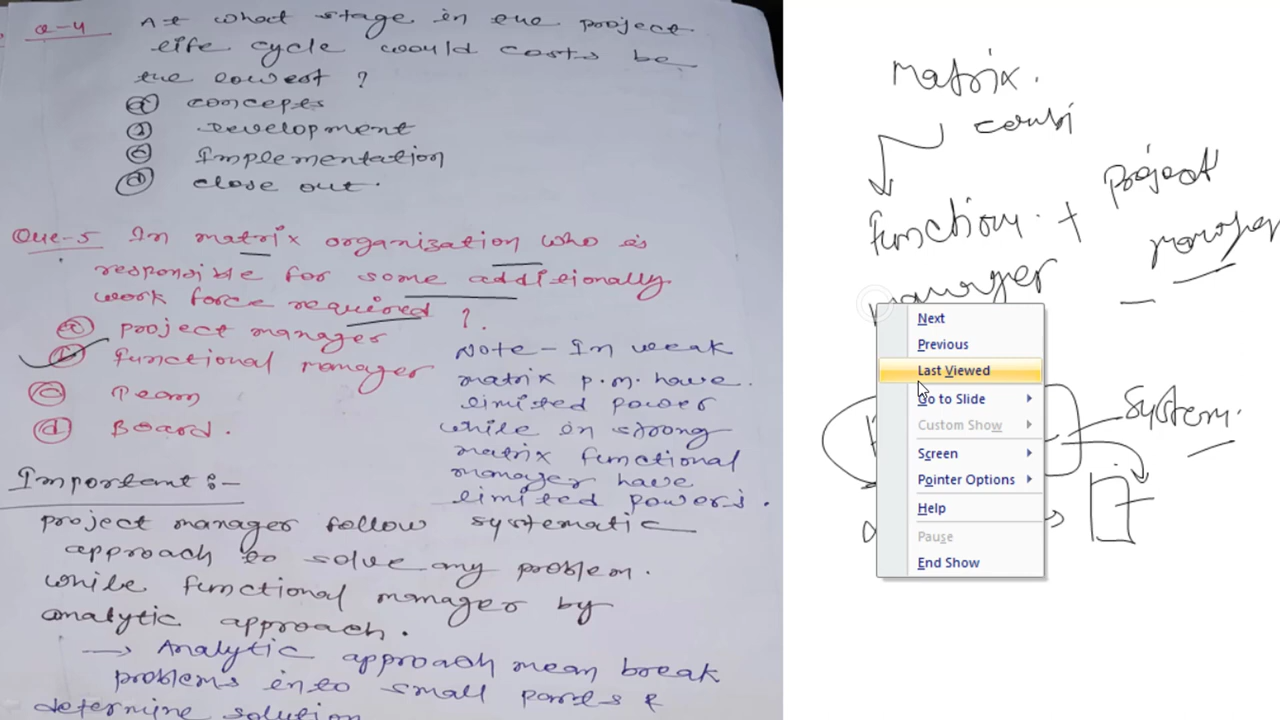 Q-4 At what stage in the project
life cycle would costs be
the lowest ?
(a) concepts
(b) Development
(c) Implementation
(d) close out.
Que-5 In matrix organization who is
responsible for some additionally
work force required ?
(a) project manager
(b) functional manager
(c) Team
(d) Board.
Note - In weak
matrix p.m. have
limited power
while in strong
matrix functional
manager have
limited powers.
Important :-
project manager follow systematic
approach to solve any problem.
while functional manager by
analytic approach.
→ Analytic approach mean break
problems into small parts &
determine solution
Matrix.
combi
function + project
manager
manager
System.
Next
Previous
Last Viewed
Go to Slide
Custom Show
Screen
Pointer Options
Help
Pause
End Show